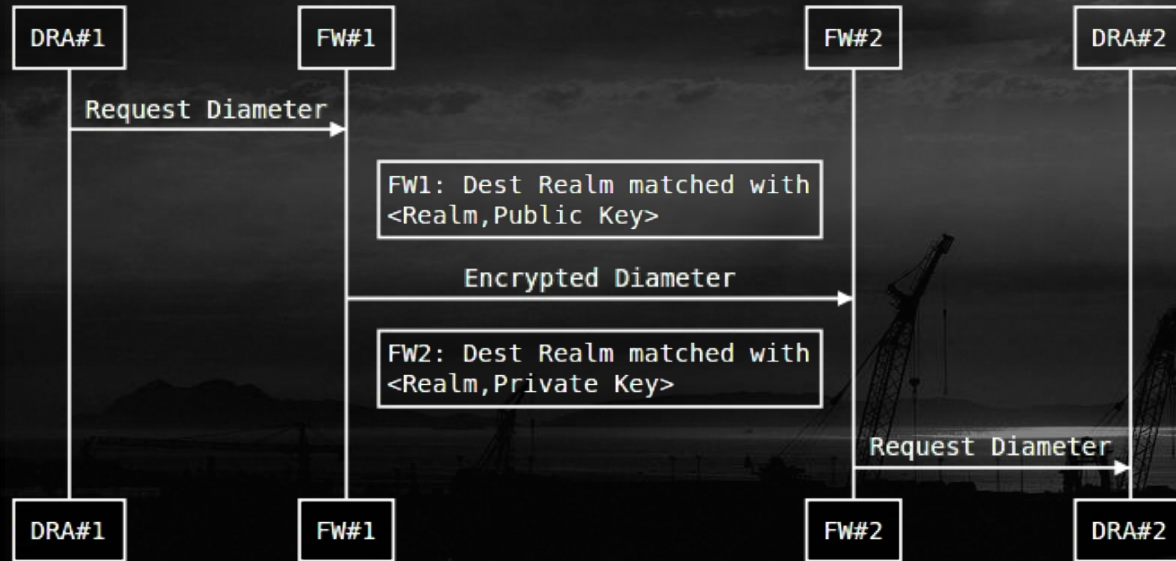 DRA#1
FW#1
FW#2
DRA#2
Request Diameter
FW1: Dest Realm matched with
<Realm,Public Key>
Encrypted Diameter
FW2: Dest Realm matched with
<Realm,Private Key>
Request Diameter
DRA#1
FW#1
FW#2
DRA#2